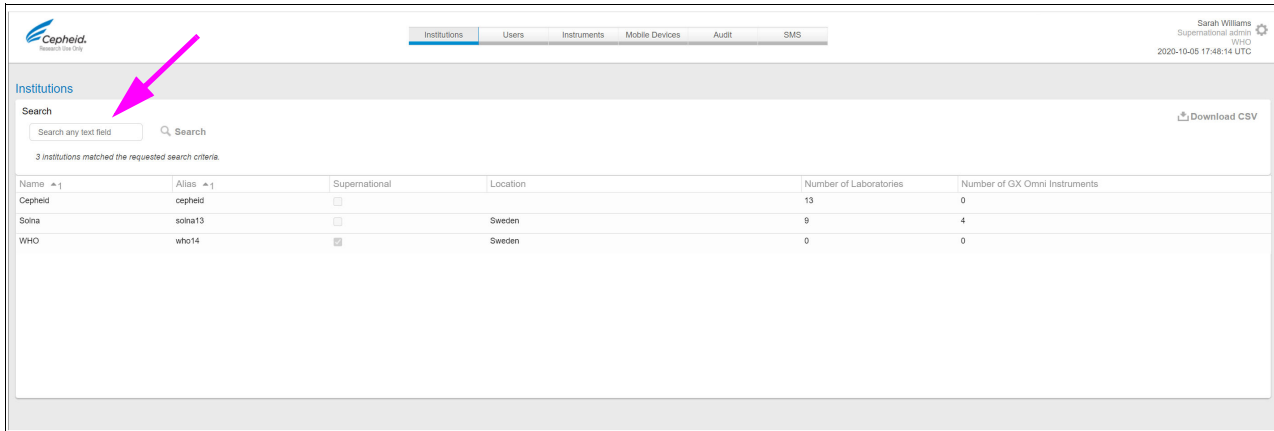 Cepheid.
Research Use Only
Institutions Users Instruments Mobile Devices Audit SMS
Sarah Williams
Supernational admin
WHO
2020-10-05 17:48:14 UTC
Institutions
Search
Search any text field Search
Download CSV
3 institutions matched the requested search criteria.
Name 1 Alias 1 Supernational Location Number of Laboratories Number of GX Omni Instruments
Cepheid cepheid 13 0
Solna solna13 Sweden 9 4
WHO who14 Sweden 0 0